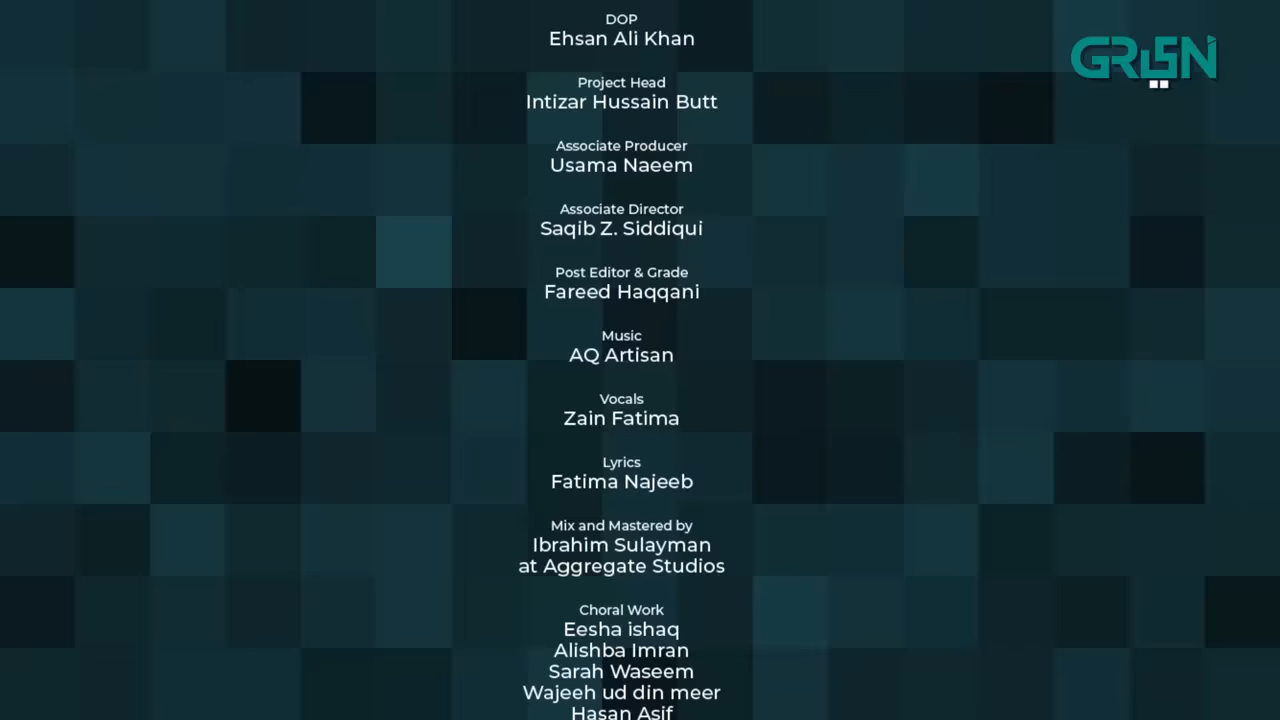 DOP
Ehsan Ali Khan
GREEN
Project Head
Intizar Hussain Butt
Associate Producer
Usama Naeem
Associate Director
Saqib Z. Siddiqui
Post Editor & Grade
Fareed Haqqani
Music
AQ Artisan
Vocals
Zain Fatima
Lyrics
Fatima Najeeb
Mix and Mastered by
Ibrahim Sulayman
at Aggregate Studios
Choral Work
Eesha ishaq
Alishba Imran
Sarah Waseem
Wajeeh ud din meer
Hasan Asif